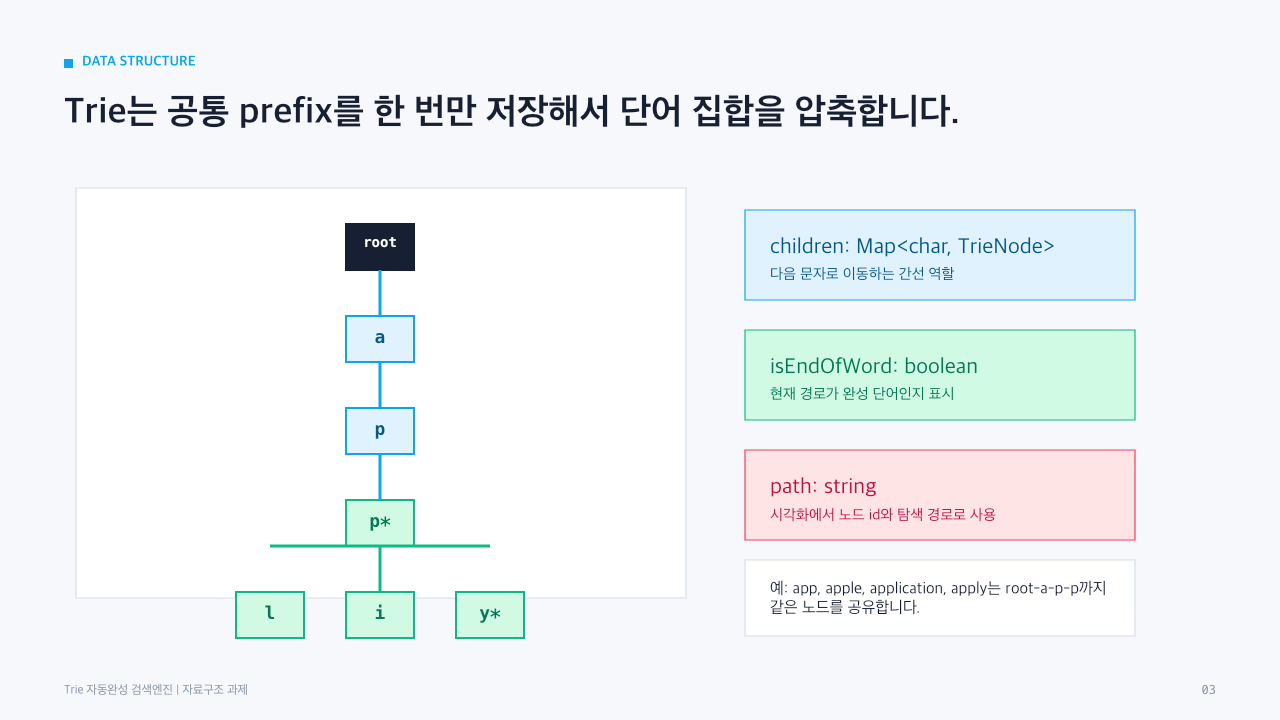 DATA STRUCTURE
Trie는 공통 prefix를 한 번만 저장해서 단어 집합을 압축합니다.
root
a
p
p*
l
i
y*
children: Map<char, TrieNode>
다음 문자로 이동하는 간선 역할
isEndOfWord: boolean
현재 경로가 완성 단어인지 표시
path: string
시각화에서 노드 id와 탐색 경로로 사용
예: app, apple, application, apply는 root-a-p-p까지
같은 노드를 공유합니다.
Trie 자동완성 검색엔진 | 자료구조 과제
03